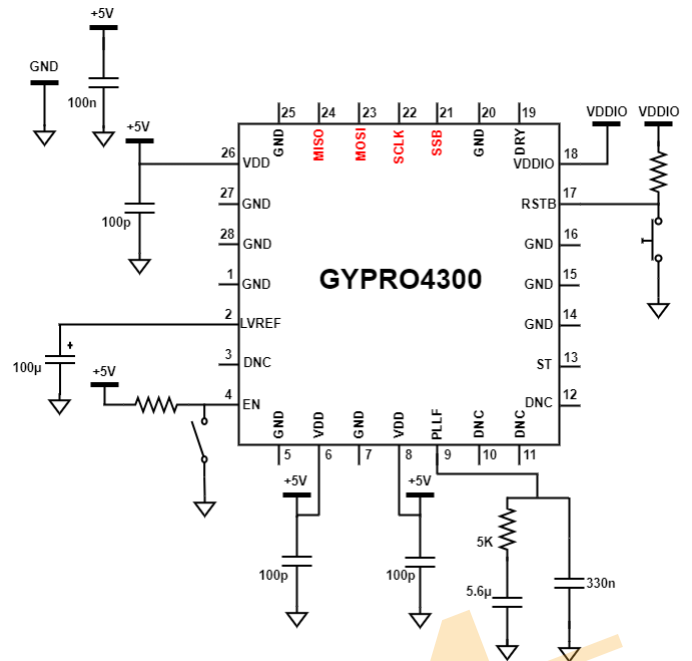 +5V
GND
100n
+5V
25
24
23
22
21
20
19
GND
MISO
MOSI
SCLK
SSB
GND
DRY
VDDIO
VDDIO
26
VDD
VDDIO
18
100p
27
GND
RSTB
17
28
GND
GND
16
1
GND
GYPRO4300
GND
15
2
LVREF
GND
14
100µ
+
3
DNC
ST
13
+5V
4
EN
DNC
12
GND
VDD
GND
VDD
PLLF
DNC
DNC
5
6
7
8
9
10
11
+5V
+5V
100p
100p
5K
5.6µ
330n